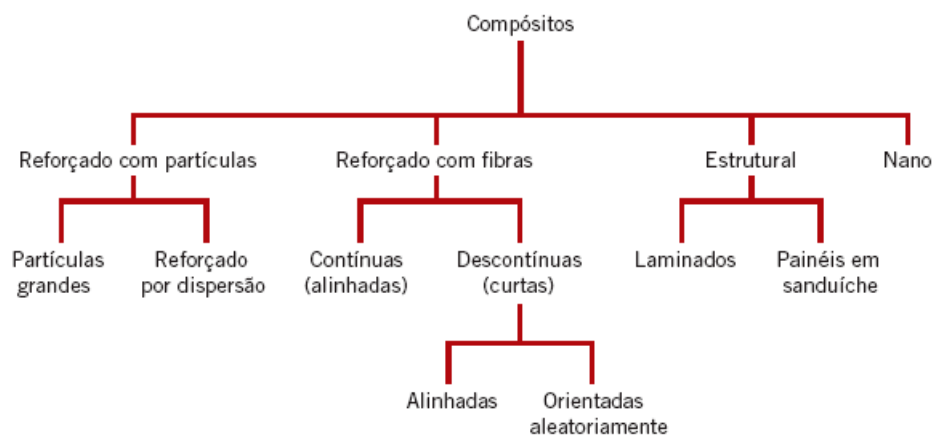 Compósitos
Reforçado com partículas
Reforçado com fibras
Estrutural
Nano
Partículas
grandes
Reforçado
por dispersão
Contínuas
(alinhadas)
Descontínuas
(curtas)
Laminados
Painéis em
sanduíche
Alinhadas
Orientadas
aleatoriamente